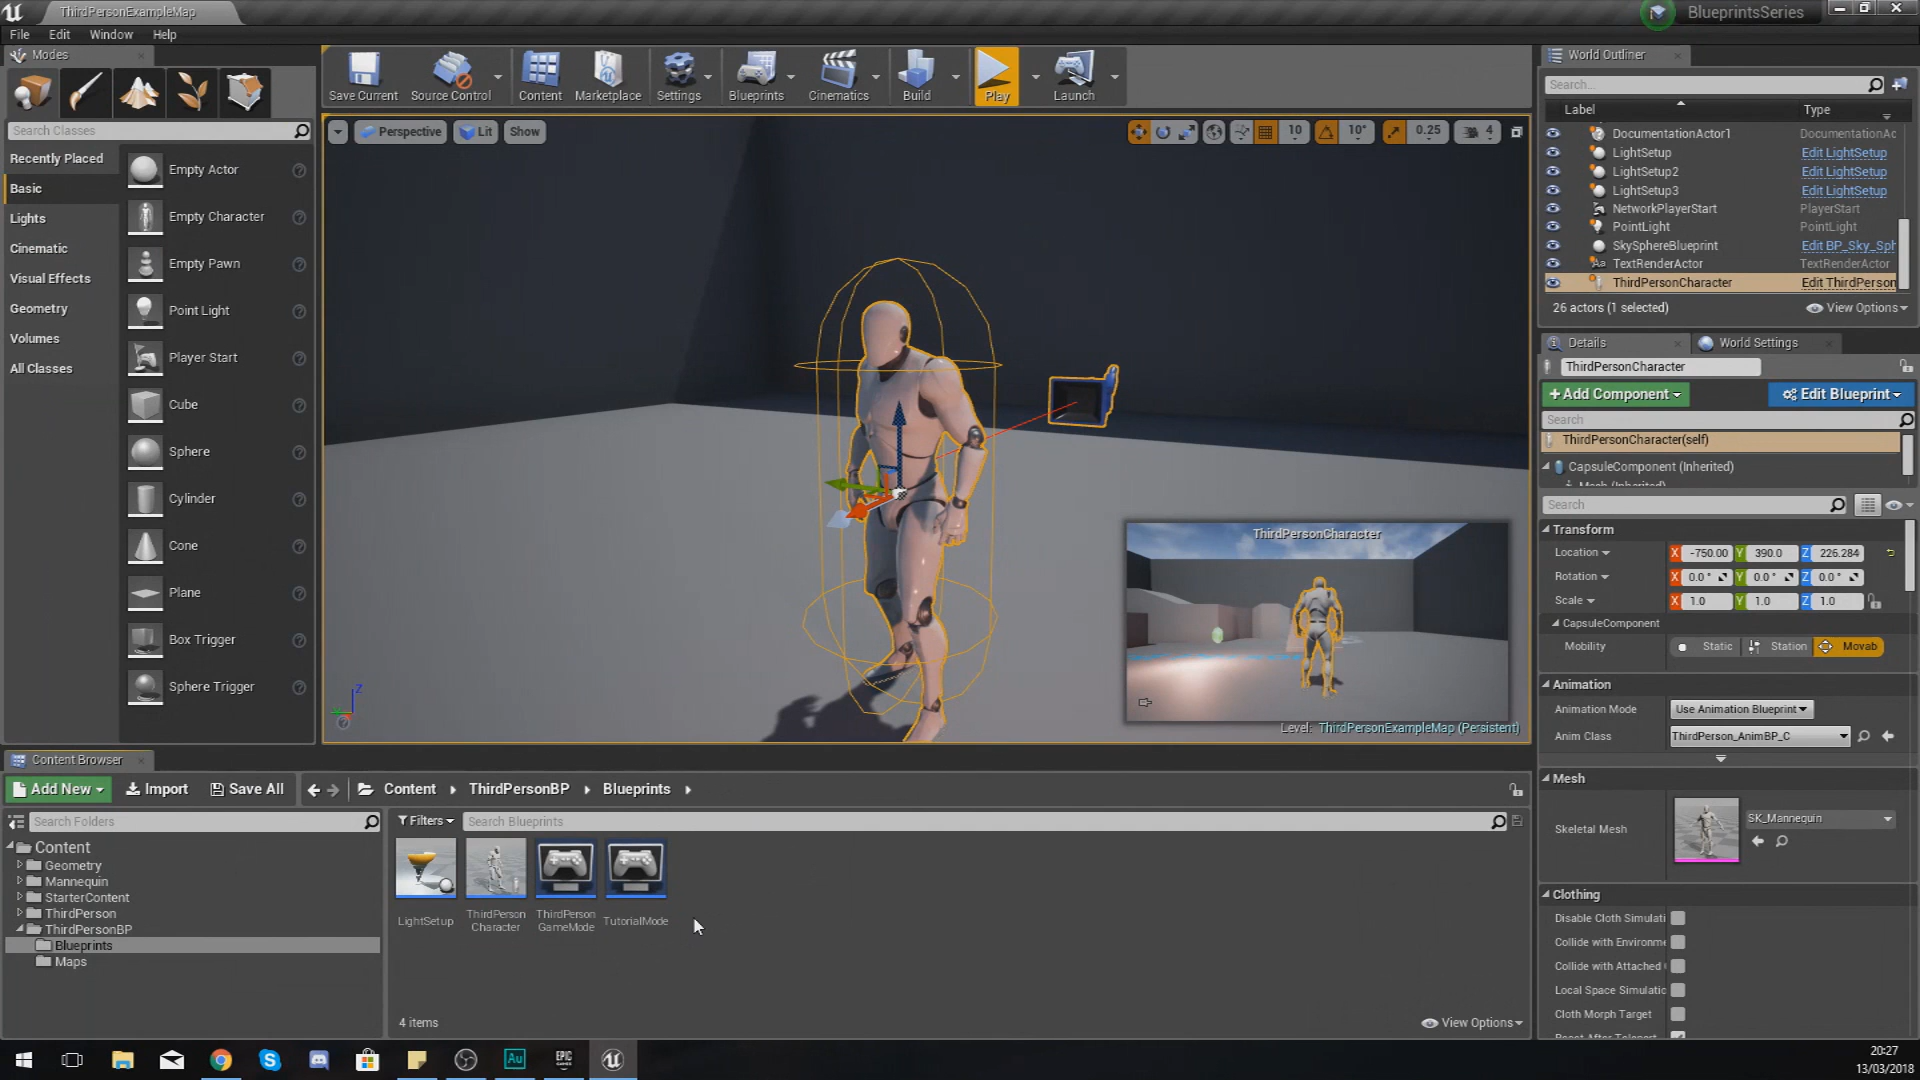 ThirdPersonExampleMap
BlueprintsSeries
File Edit Window Help
Modes
Search Classes
Recently Placed
Basic
Lights
Cinematic
Visual Effects
Geometry
Volumes
All Classes
Empty Actor
Empty Character
Empty Pawn
Point Light
Player Start
Cube
Sphere
Cylinder
Cone
Plane
Box Trigger
Sphere Trigger
Save Current
Source Control
Content
Marketplace
Settings
Blueprints
Cinematics
Build
Play
Launch
Perspective Lit Show
10 10° 0.25 4
ThirdPersonCharacter
Level: ThirdPersonExampleMap (Persistent)
World Outliner
Search...
Label Type
DocumentationActor1 DocumentationAc
LightSetup Edit LightSetup
LightSetup2 Edit LightSetup
LightSetup3 Edit LightSetup
NetworkPlayerStart PlayerStart
PointLight PointLight
SkySphereBlueprint Edit BP_Sky_Sph
TextRenderActor TextRenderActor
ThirdPersonCharacter Edit ThirdPerson
26 actors (1 selected) View Options
Details World Settings
ThirdPersonCharacter
+Add Component Edit Blueprint
Search
ThirdPersonCharacter(self)
CapsuleComponent (Inherited)
Search
Transform
Location X -750.00 Y 390.0 Z 226.284
Rotation X 0.0 ° Y 0.0 ° Z 0.0 °
Scale X 1.0 Y 1.0 Z 1.0
CapsuleComponent
Mobility Static Station Movab
Animation
Animation Mode Use Animation Blueprint
Anim Class ThirdPerson_AnimBP_C
Mesh
Skeletal Mesh SK_Mannequin
Clothing
Disable Cloth Simulati
Collide with Environme
Collide with Attached
Local Space Simulatic
Cloth Morph Target
Content Browser
Add New Import Save All Content ThirdPersonBP Blueprints
Search Folders
Filters Search Blueprints
Content
Geometry
Mannequin
StarterContent
ThirdPerson
ThirdPersonBP
Blueprints
Maps
LightSetup
ThirdPerson
Character
ThirdPerson
GameMode
TutorialMode
4 items View Options
Au
EPIC
GAMES
20:27
13/03/2018